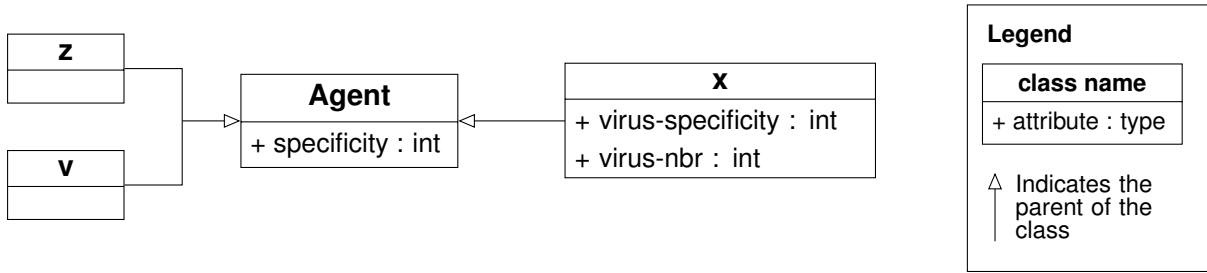 z
v
Agent
+ specificity : int
x
+ virus-specificity : int
+ virus-nbr : int
Legend
class name
+ attribute : type
Indicates the
parent of the
class